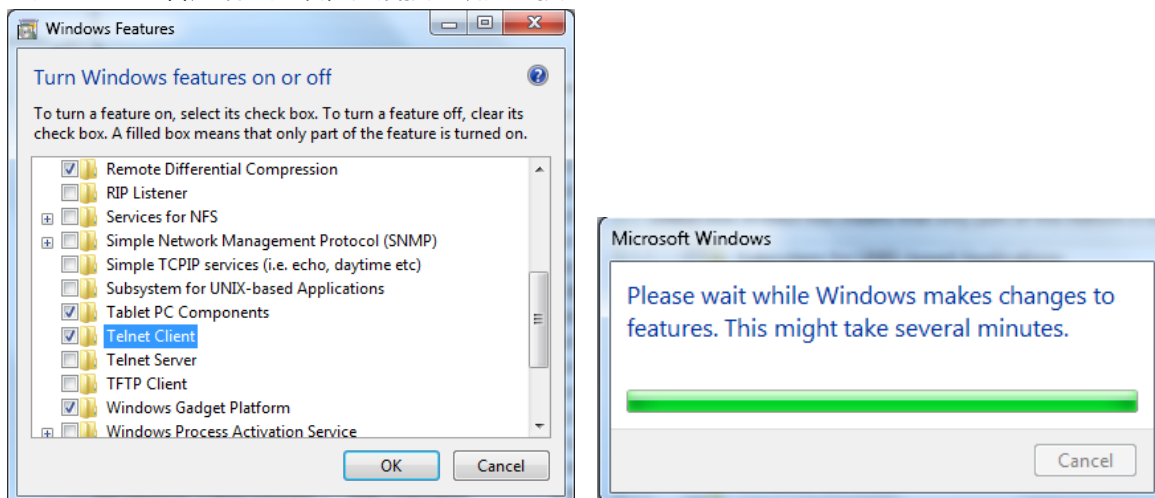 Windows Features
Turn Windows features on or off
To turn a feature on, select its check box. To turn a feature off, clear its
check box. A filled box means that only part of the feature is turned on.
Remote Differential Compression
RIP Listener
Services for NFS
Simple Network Management Protocol (SNMP)
Simple TCPIP services (i.e. echo, daytime etc)
Subsystem for UNIX-based Applications
Tablet PC Components
Telnet Client
Telnet Server
TFTP Client
Windows Gadget Platform
Windows Process Activation Service
OK Cancel
Microsoft Windows
Please wait while Windows makes changes to
features. This might take several minutes.
Cancel